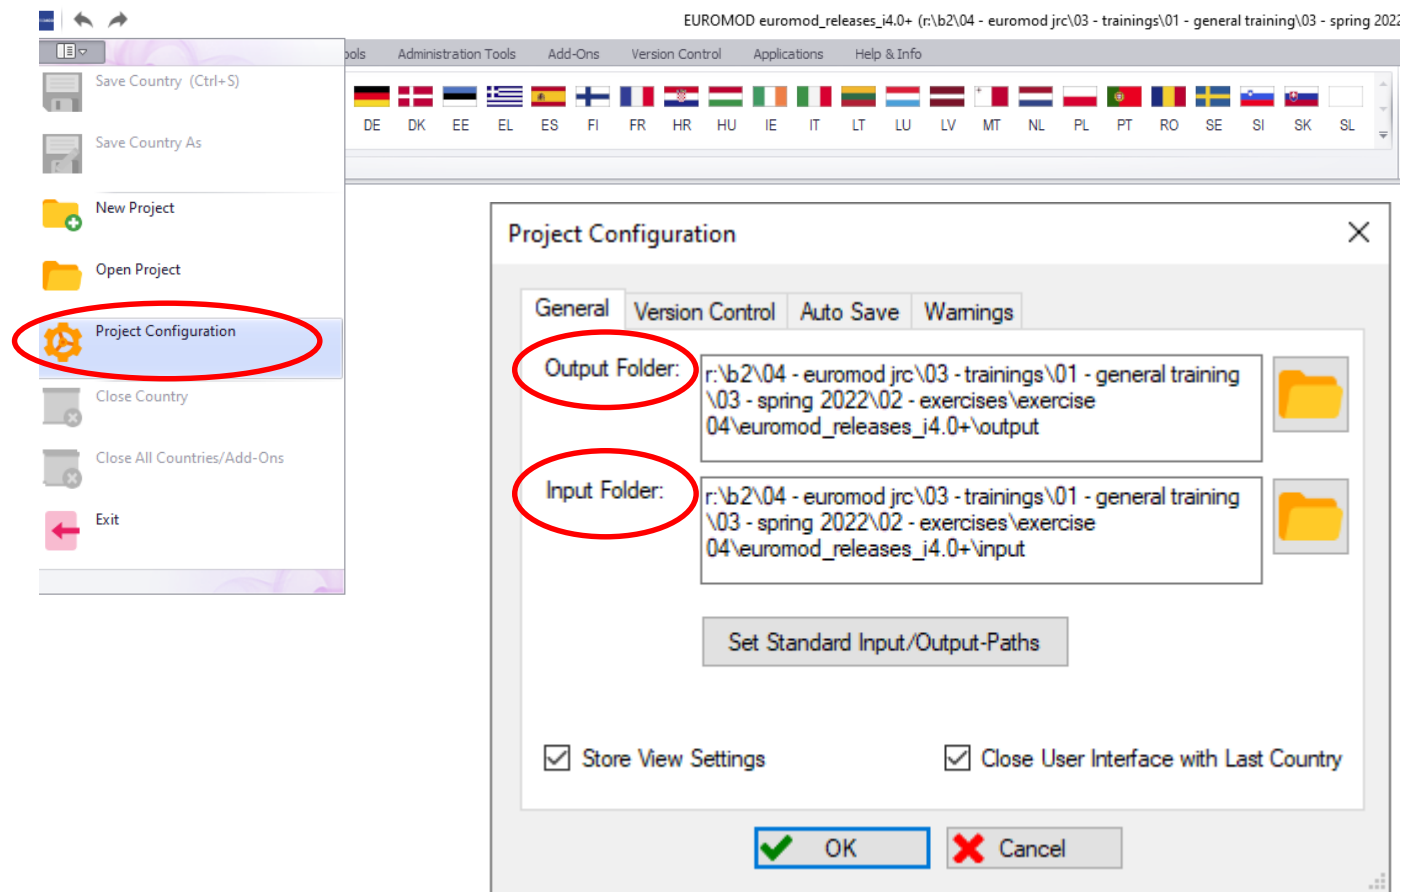 EUROMOD euromod_releases_i4.0+ (r:\b2\04 - euromod jrc\03 - trainings\01 - general training\03 - spring 2022
ools Administration Tools Add-Ons Version Control Applications Help & Info
Save Country (Ctrl+S)
DE DK EE EL ES FI FR HR HU IE IT LT LU LV MT NL PL PT RO SE SI SK SL
Save Country As
New Project
Open Project
Project Configuration
Close Country
Close All Countries/Add-Ons
Exit
Project Configuration
General Version Control Auto Save Warnings
Output Folder:
r:\b2\04 - euromod jrc\03 - trainings\01 - general training
\03 - spring 2022\02 - exercises\exercise
04\euromod_releases_i4.0+\output
Input Folder:
r:\b2\04 - euromod jrc\03 - trainings\01 - general training
\03 - spring 2022\02 - exercises\exercise
04\euromod_releases_i4.0+\input
Set Standard Input/Output-Paths
Store View Settings
Close User Interface with Last Country
OK
Cancel